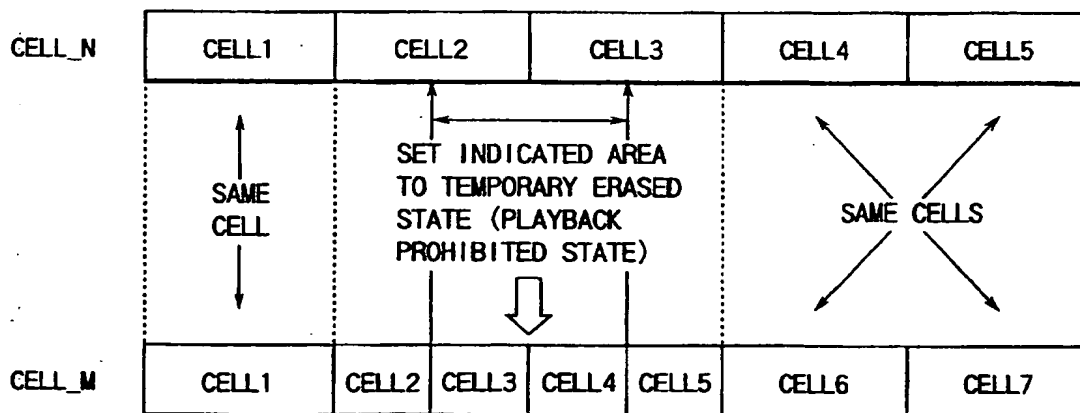 CELL_N CELL1 CELL2 CELL3 CELL4 CELL5
SET INDICATED AREA
TO TEMPORARY ERASED
STATE (PLAYBACK
PROHIBITED STATE)
SAME
CELL
SAME CELLS
CELL_M CELL1 CELL2 CELL3 CELL4 CELL5 CELL6 CELL7